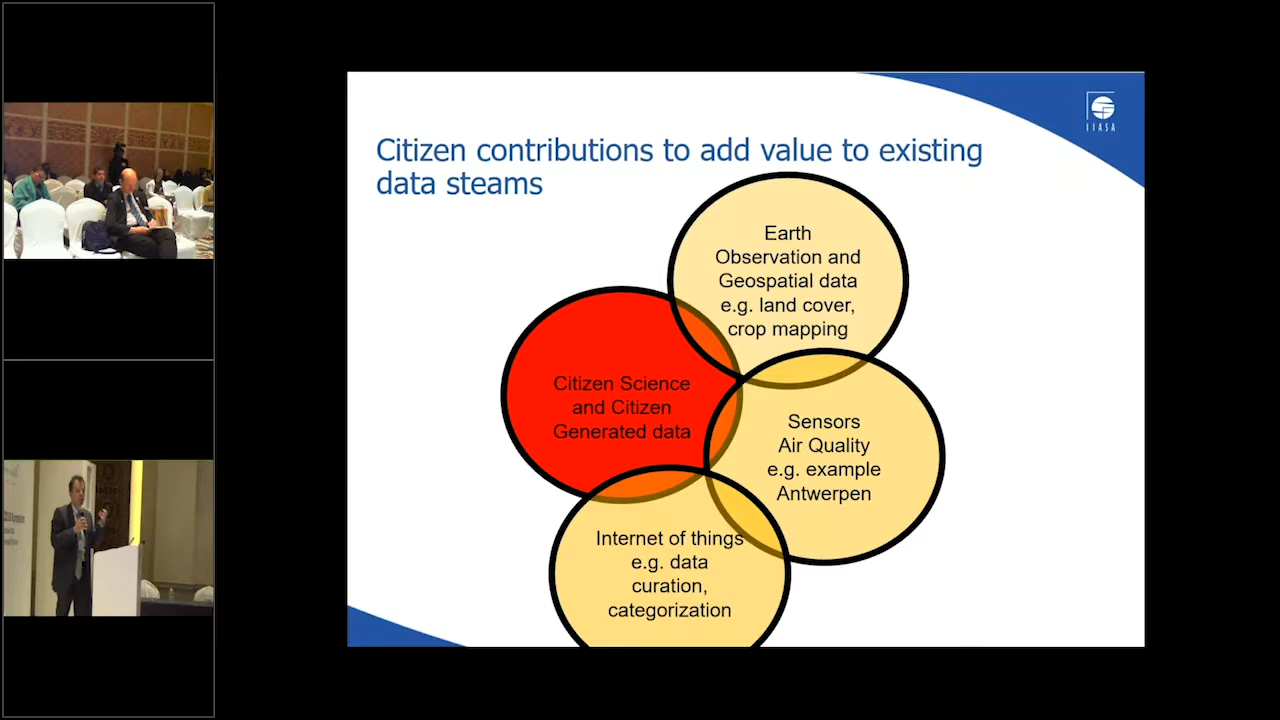 Citizen contributions to add value to existing
data steams
IIASA
Earth
Observation and
Geospatial data
e.g. land cover,
crop mapping
Citizen Science
and Citizen
Generated data
Sensors
Air Quality
e.g. example
Antwerpen
Internet of things
e.g. data
curation,
categorization